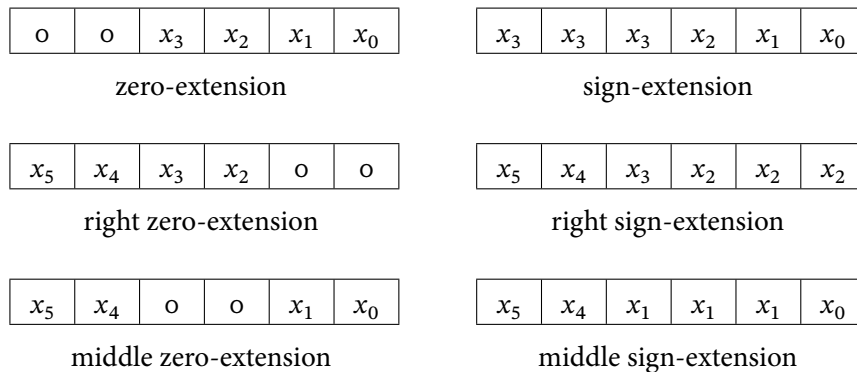 0 0 x₃ x₂ x₁ x₀
zero-extension
x₃ x₃ x₃ x₂ x₁ x₀
sign-extension
x₅ x₄ x₃ x₂ 0 0
right zero-extension
x₅ x₄ x₃ x₂ x₂ x₂
right sign-extension
x₅ x₄ 0 0 x₁ x₀
middle zero-extension
x₅ x₄ x₁ x₁ x₁ x₀
middle sign-extension